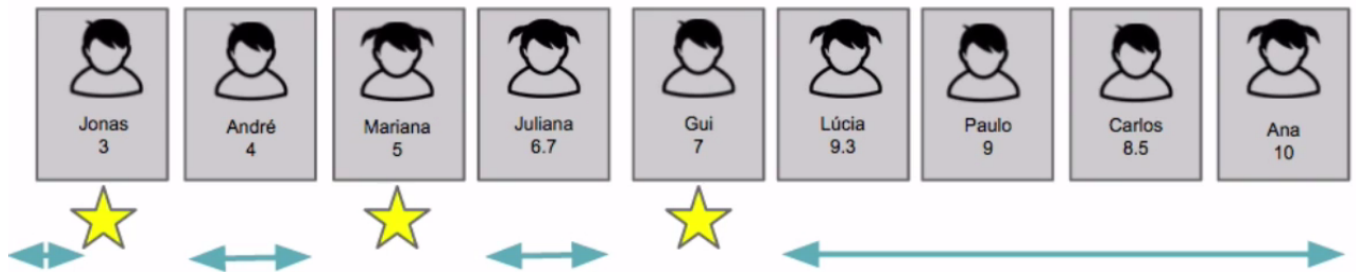 Jonas
3
André
4
Mariana
5
Juliana
6.7
Gui
7
Lúcia
9.3
Paulo
9
Carlos
8.5
Ana
10